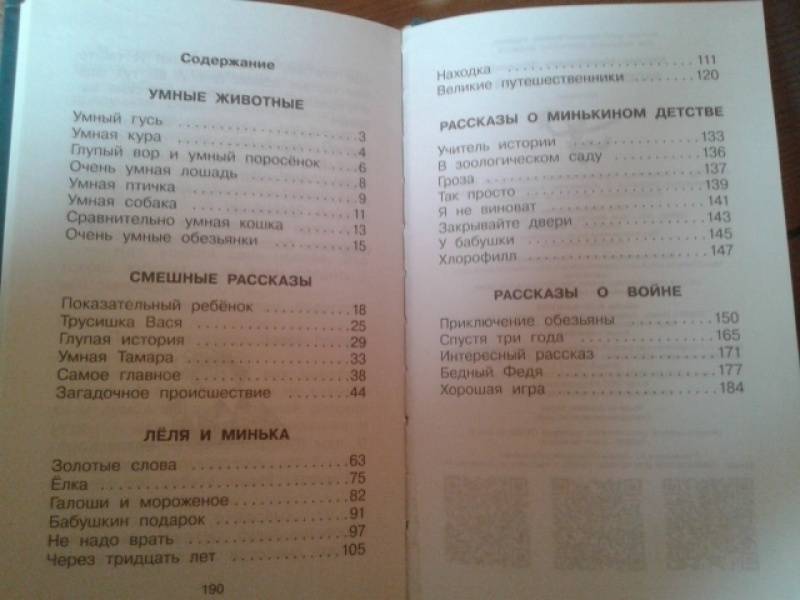 Содержание
УМНЫЕ ЖИВОТНЫЕ
Умный гусь ..................... 3
Умная кура ..................... 4
Глупый вор и умный поросёнок .... 6
Очень умная лошадь ............. 8
Умная птичка ................... 9
Умная собака ................... 11
Сравнительно умная кошка ....... 13
Очень умные обезьянки .......... 15
СМЕШНЫЕ РАССКАЗЫ
Показательный ребёнок .......... 18
Трусишка Вася .................. 25
Глупая история ................. 29
Умная Тамара ................... 33
Самое главное .................. 38
Загадочное происшествие ........ 44
ЛЁЛЯ И МИНЬКА
Золотые слова .................. 63
Ёлка ........................... 75
Галоши и мороженое ............. 82
Бабушкин подарок ............... 91
Не надо врать .................. 97
Через тридцать лет ............. 105
190
Находка ........................ 111
Великие путешественники ........ 120
РАССКАЗЫ О МИНЬКИНОМ ДЕТСТВЕ
Учитель истории ................ 133
В зоологическом саду ........... 136
Гроза .......................... 137
Так просто ..................... 139
Я не виноват ................... 141
Закрывайте двери ............... 143
У бабушки ...................... 145
Хлорофилл ...................... 147
РАССКАЗЫ О ВОЙНЕ
Приключение обезьяны ........... 150
Спустя три года ................ 165
Интересный рассказ ............. 171
Бедный Федя .................... 177
Хорошая игра ................... 184